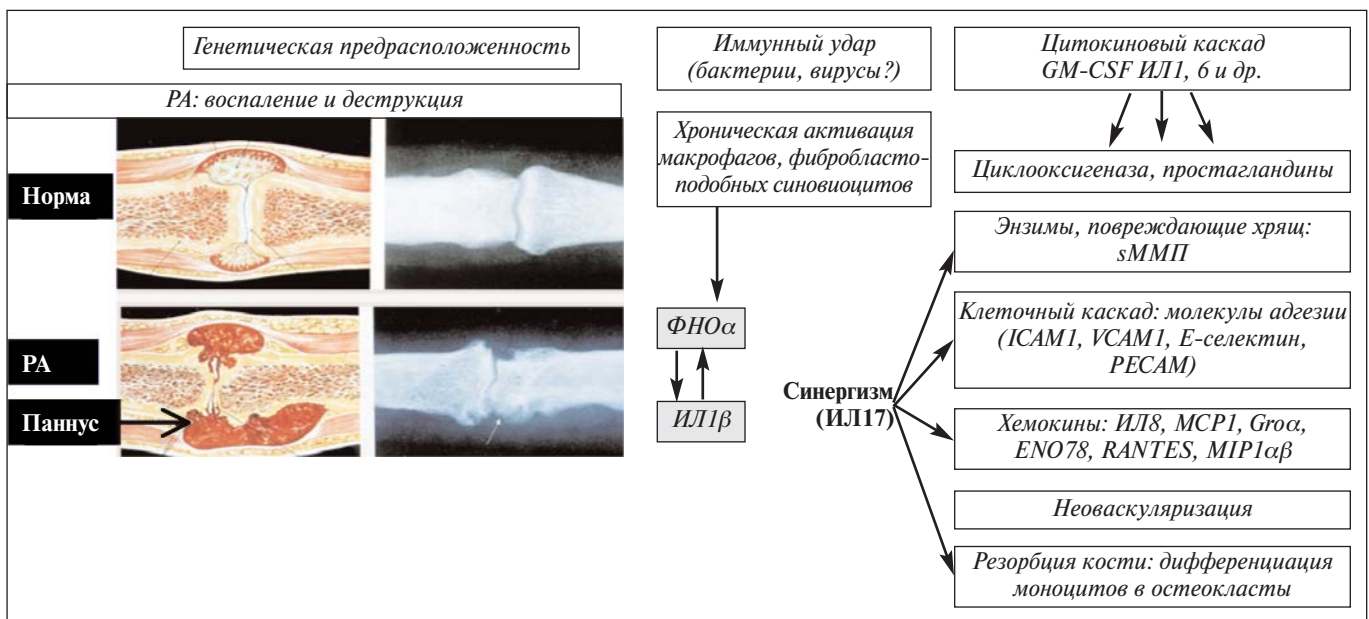 Генетическая предрасположенность
РА: воспаление и деструкция
Норма
РА
Паннус
Иммунный удар
(бактерии, вирусы?)
Хроническая активация
макрофагов, фибробласто-
подобных синовиоцитов
ФНОα
ИЛ1β
Синергизм
(ИЛ17)
Цитокиновый каскад
GM-CSF ИЛ1, 6 и др.
Циклооксигеназа, простагландины
Энзимы, повреждающие хрящ:
sММП
Клеточный каскад: молекулы адгезии
(ICAM1, VCAM1, Е-селектин,
PECAM)
Хемокины: ИЛ8, MCP1, Groα,
ENO78, RANTES, MIP1αβ
Неоваскуляризация
Резорбция кости: дифференциация
моноцитов в остеокласты